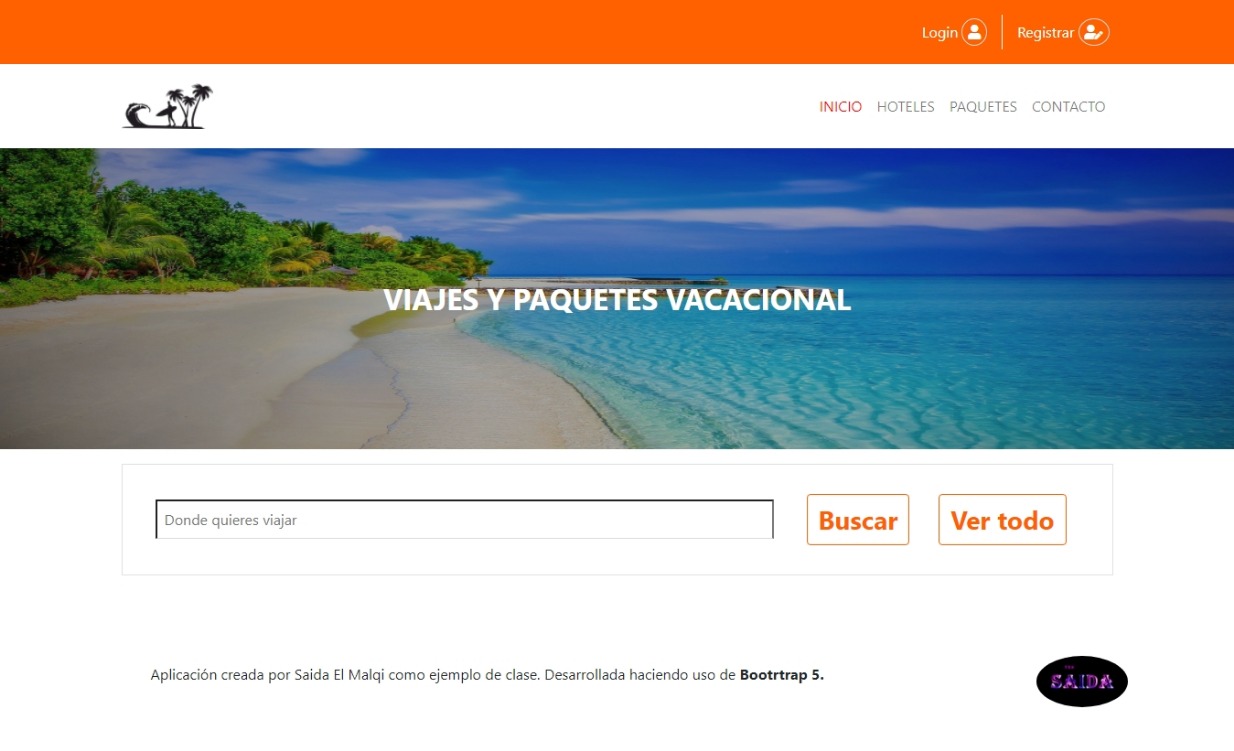 Login
Registrar
INICIO HOTELES PAQUETES CONTACTO
VIAJES Y PAQUETES VACACIONAL
Donde quieres viajar
Buscar
Ver todo
Aplicación creada por Saida El Malqi como ejemplo de clase. Desarrollada haciendo uso de Bootrtrap 5.
SAIDA